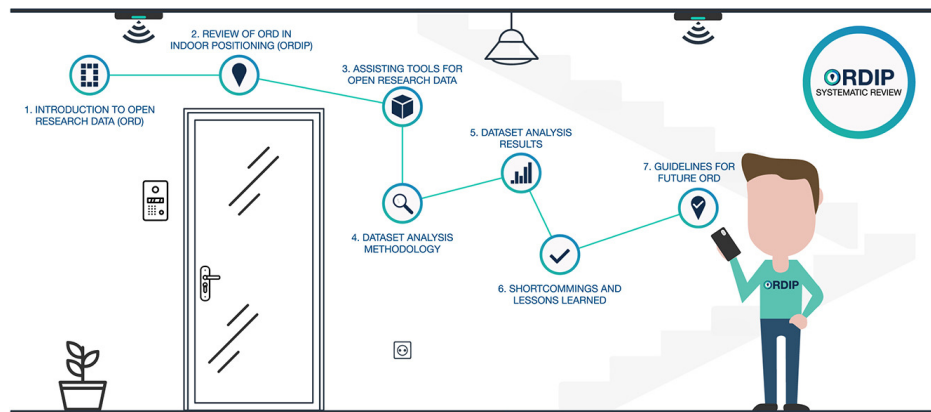 2. REVIEW OF ORD IN
INDOOR POSITIONING (ORDIP)
3. ASSISTING TOOLS FOR
OPEN RESEARCH DATA
1. INTRODUCTION TO OPEN
RESEARCH DATA (ORD)
ORDIP
SYSTEMATIC REVIEW
5. DATASET ANALYSIS
RESULTS
7. GUIDELINES FOR
FUTURE ORD
4. DATASET ANALYSIS
METHODOLOGY
6. SHORTCOMMINGS AND
LESSONS LEARNED
ORDIP